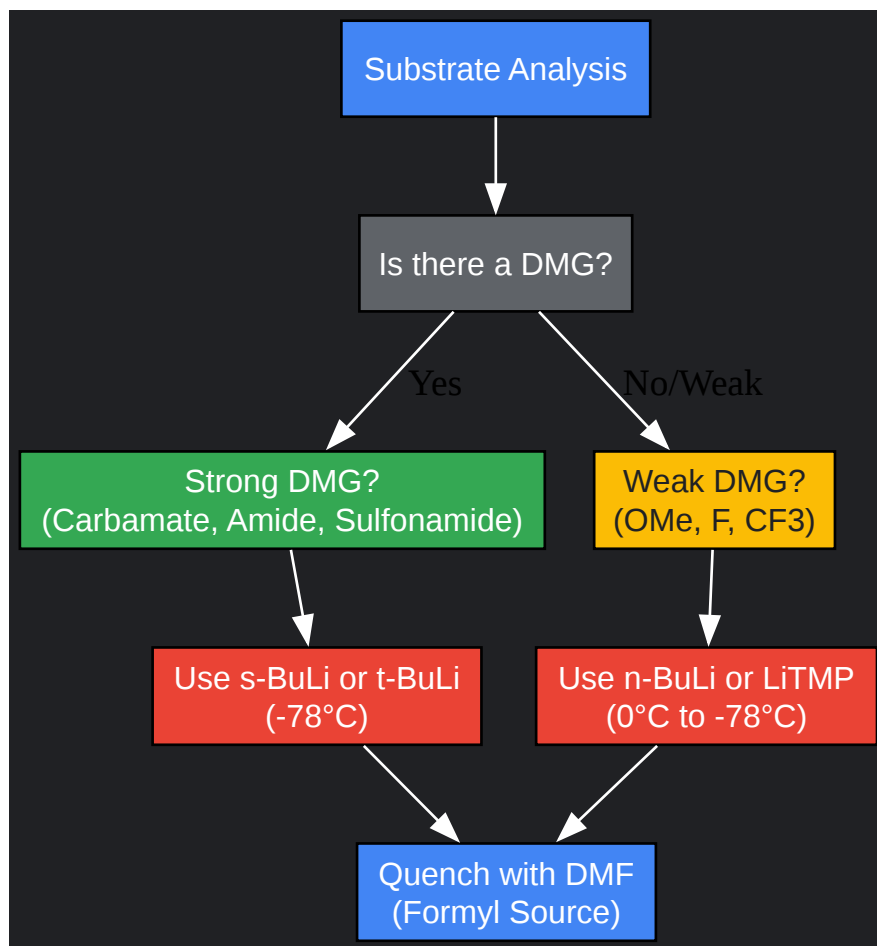 Substrate Analysis
Is there a DMG?
Yes
No/Weak
Strong DMG?
(Carbamate, Amide, Sulfonamide)
Weak DMG?
(OMe, F, CF3)
Use s-BuLi or t-BuLi
(-78°C)
Use n-BuLi or LiTMP
(0°C to -78°C)
Quench with DMF
(Formyl Source)